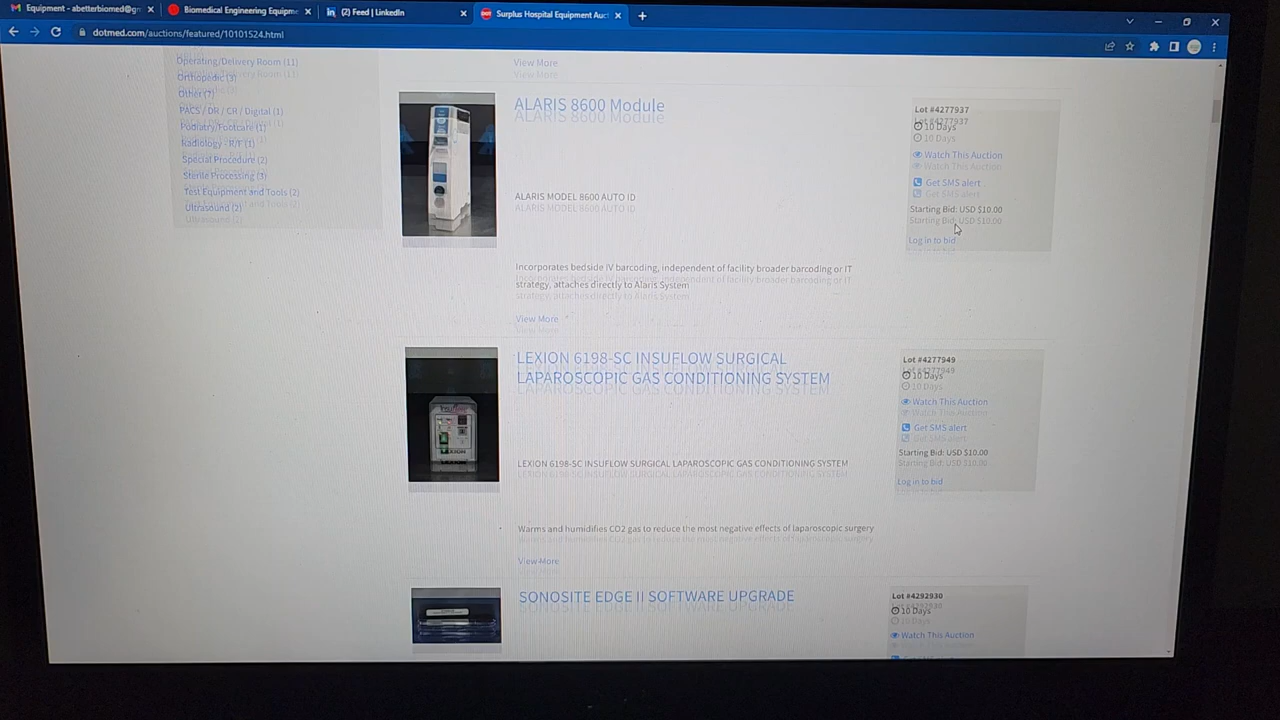 Equipment - abetterbiomed@g
Biomedical Engineering Equipm
(2) Feed | LinkedIn
Surplus Hospital Equipment Auct
dotmed.com/auctions/featured/10101524.html
Operating/Delivery Room (11)
Orthopedic (3)
Other (7)
PACS / DR / CR / Digital (1)
Podiatry/Footcare (1)
Radiology - R/F (1)
Special Procedure (2)
Sterile Processing (3)
Test Equipment and Tools (2)
Ultrasound (2)
View More
ALARIS 8600 Module
ALARIS MODEL 8600 AUTO ID
Incorporates bedside IV barcoding, independent of facility broader barcoding or IT
strategy, attaches directly to Alaris System
View More
Lot #4277937
10 Days
Watch This Auction
Get SMS alert
Starting Bid: USD $10.00
Log in to bid
LEXION 6198-SC INSUFLOW SURGICAL
LAPAROSCOPIC GAS CONDITIONING SYSTEM
LEXION 6198-SC INSUFLOW SURGICAL LAPAROSCOPIC GAS CONDITIONING SYSTEM
Warms and humidifies CO2 gas to reduce the most negative effects of laparoscopic surgery
View More
Lot #4277949
10 Days
Watch This Auction
Get SMS alert
Starting Bid: USD $10.00
Log in to bid
LEXION
SONOSITE EDGE II SOFTWARE UPGRADE
Lot #4292930
10 Days
Watch This Auction